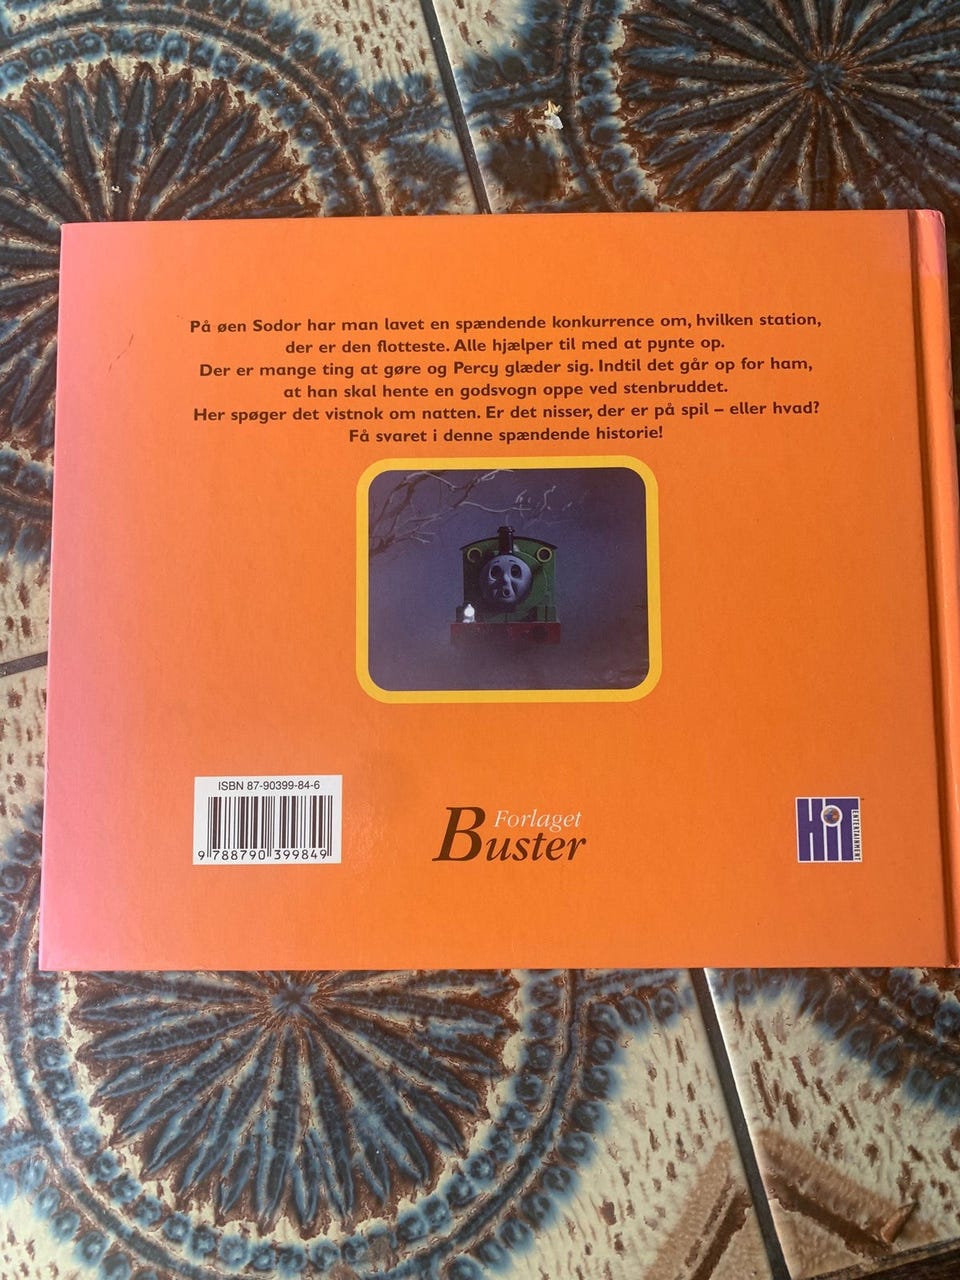 På øen Sodor har man lavet en spændende konkurrence om, hvilken station,
der er den flotteste. Alle hjælper til med at pynte op.
Der er mange ting at gøre og Percy glæder sig. Indtil det går op for ham,
at han skal hente en godsvogn oppe ved stenbruddet.
Her spøger det vistnok om natten. Er det nisser, der er på spil – eller hvad?
Få svaret i denne spændende historie!
ISBN 87-90399-84-6
9 788790 399849
Forlaget
Buster
HiT
ENTERTAINMENT